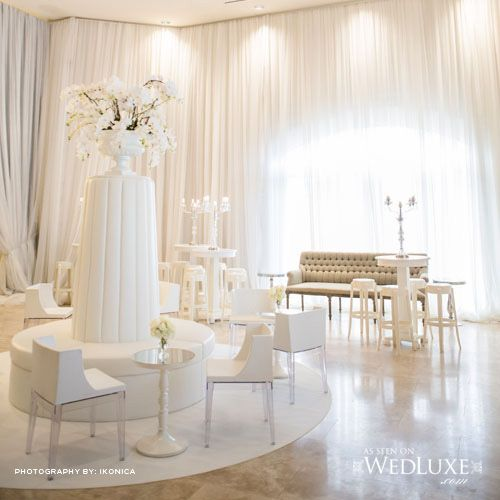 AS SEEN ON
WEDLUXE
.com
PHOTOGRAPHY BY: IKONICA